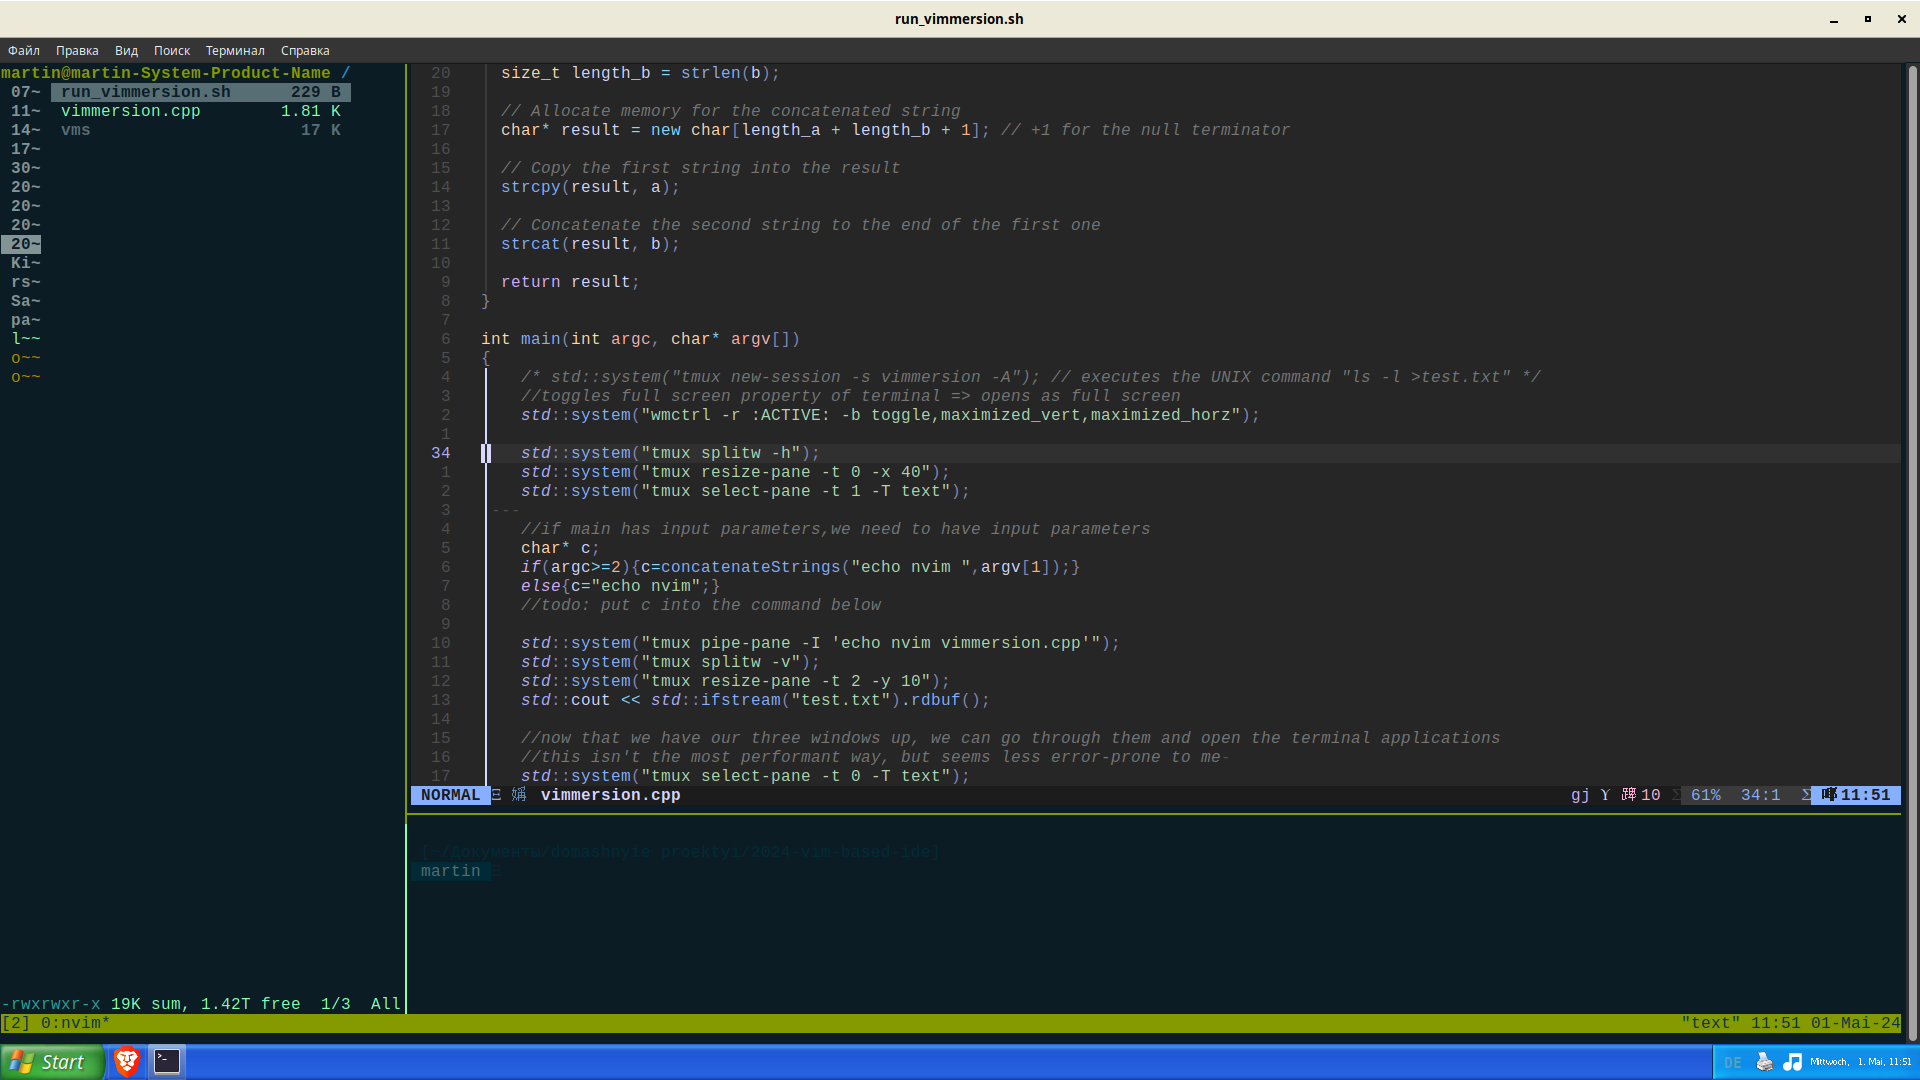 run_vimmersion.sh
Файл Правка Вид Поиск Терминал Справка
martin@martin-System-Product-Name /
07~ run_vimmersion.sh 229 B
11~ vimmersion.cpp 1.81 K
14~ vms 17 K
17~
30~
20~
20~
20~
20~
Ki~
rs~
Sa~
pa~
l~~
o~~
o~~
-rwxrwxr-x 19K sum, 1.42T free 1/3 All
20 size_t length_b = strlen(b);
19
18 // Allocate memory for the concatenated string
17 char* result = new char[length_a + length_b + 1]; // +1 for the null terminator
16
15 // Copy the first string into the result
14 strcpy(result, a);
13
12 // Concatenate the second string to the end of the first one
11 strcat(result, b);
10
9 return result;
8 }
7
6 int main(int argc, char* argv[])
5 {
4 /* std::system("tmux new-session -s vimmersion -A"); // executes the UNIX command "ls -l >test.txt" */
3 //toggles full screen property of terminal => opens as full screen
2 std::system("wmctrl -r :ACTIVE: -b toggle,maximized_vert,maximized_horz");
1
34 std::system("tmux splitw -h");
1 std::system("tmux resize-pane -t 0 -x 40");
2 std::system("tmux select-pane -t 1 -T text");
3 ---
4 //if main has input parameters,we need to have input parameters
5 char* c;
6 if(argc>=2){c=concatenateStrings("echo nvim ",argv[1]);}
7 else{c="echo nvim";}
8 //todo: put c into the command below
9
10 std::system("tmux pipe-pane -I 'echo nvim vimmersion.cpp'");
11 std::system("tmux splitw -v");
12 std::system("tmux resize-pane -t 2 -y 10");
13 std::cout << std::ifstream("test.txt").rdbuf();
14
15 //now that we have our three windows up, we can go through them and open the terminal applications
16 //this isn't the most performant way, but seems less error-prone to me-
17 std::system("tmux select-pane -t 0 -T text");
NORMAL vimmersion.cpp gj 10 61% 34:1 11:51
[~/Документы/domashnyie proektyi/2024-vim-based-ide]
martin
[2] 0:nvim* "text" 11:51 01-Mai-24
Start DE Mittwoch, 1. Mai, 11:51